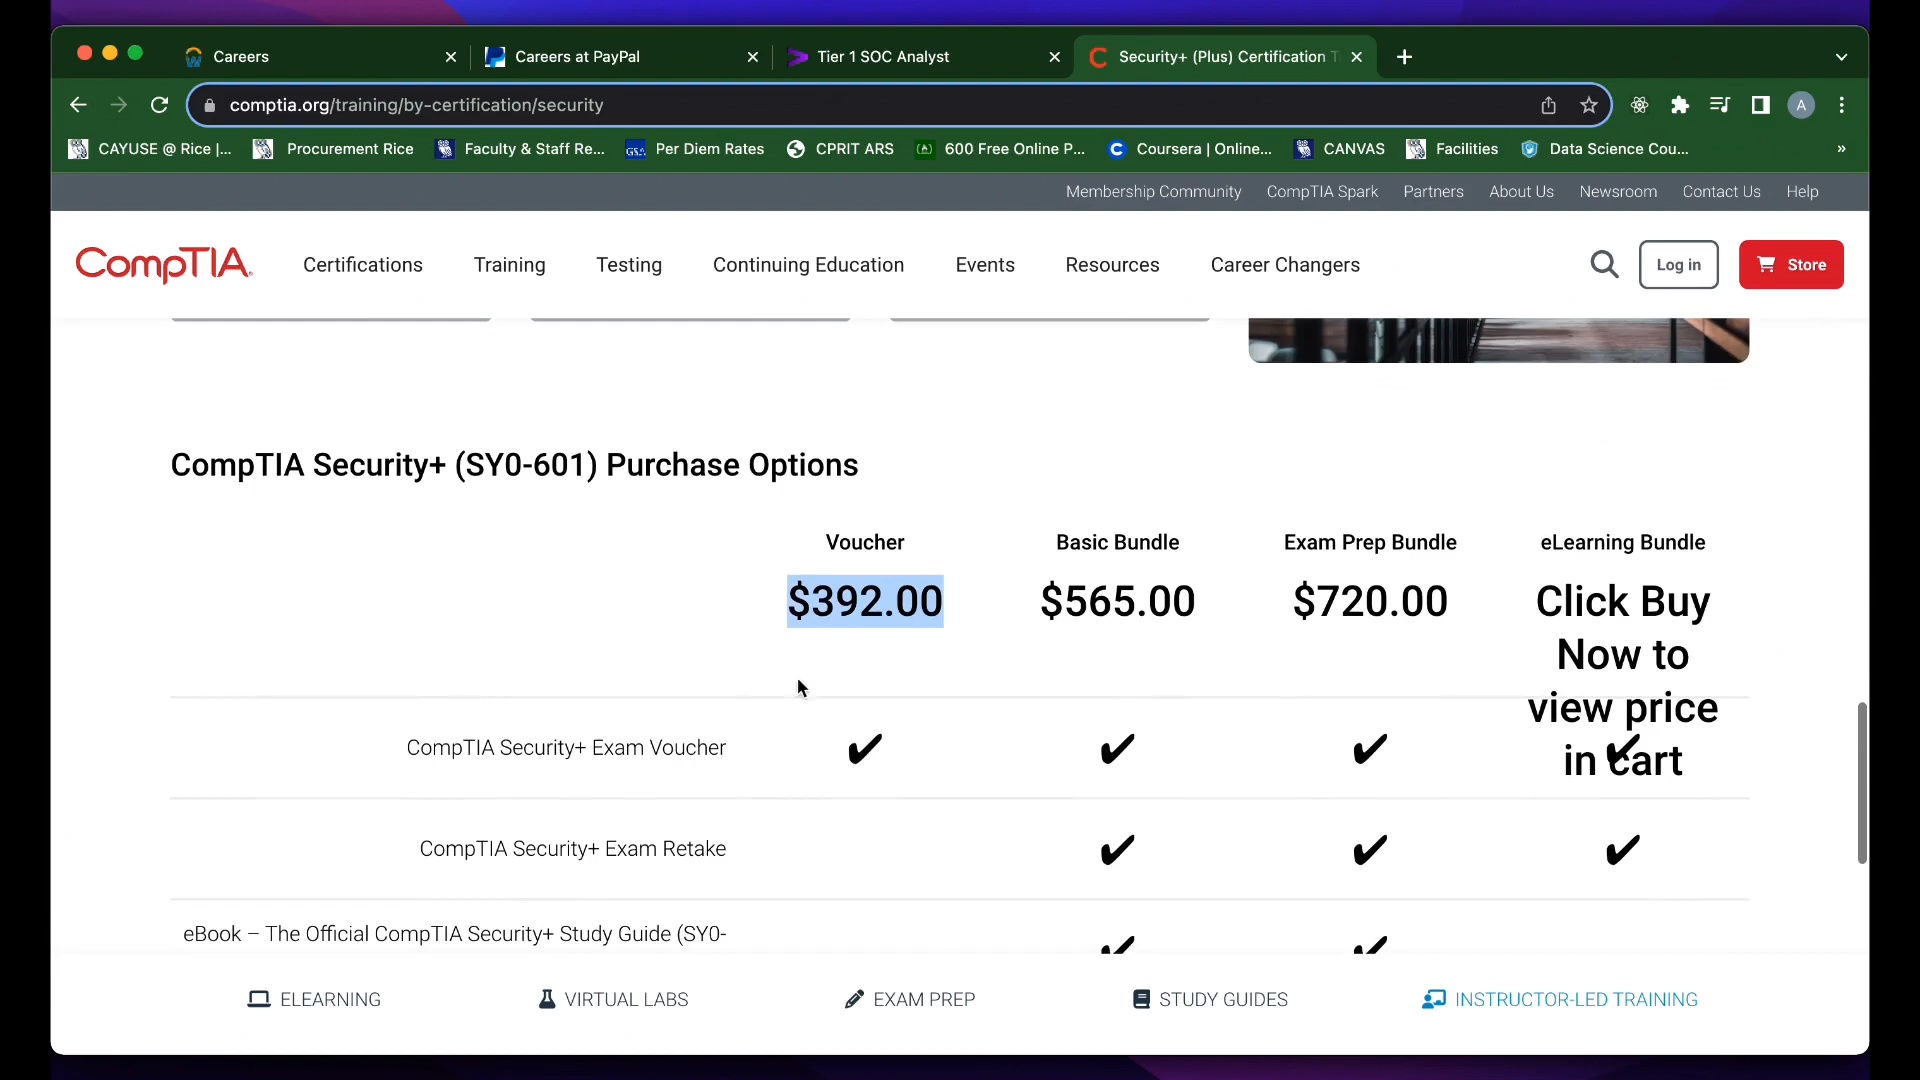 Careers
Careers at PayPal
Tier 1 SOC Analyst
Security+ (Plus) Certification T
comptia.org/training/by-certification/security
A
CAYUSE @ Rice |...
Procurement Rice
Faculty & Staff Re...
GSA
Per Diem Rates
CPRIT ARS
600 Free Online P...
Coursera | Online...
CANVAS
Facilities
Data Science Cou...
»
Membership Community
CompTIA Spark
Partners
About Us
Newsroom
Contact Us
Help
CompTIA.
Certifications
Training
Testing
Continuing Education
Events
Resources
Career Changers
Log in
Store
CompTIA Security+ (SY0-601) Purchase Options
Voucher
Basic Bundle
Exam Prep Bundle
eLearning Bundle
$392.00
$565.00
$720.00
Click Buy
Now to
view price
in cart
CompTIA Security+ Exam Voucher
CompTIA Security+ Exam Retake
eBook – The Official CompTIA Security+ Study Guide (SY0-
ELEARNING
VIRTUAL LABS
EXAM PREP
STUDY GUIDES
INSTRUCTOR-LED TRAINING